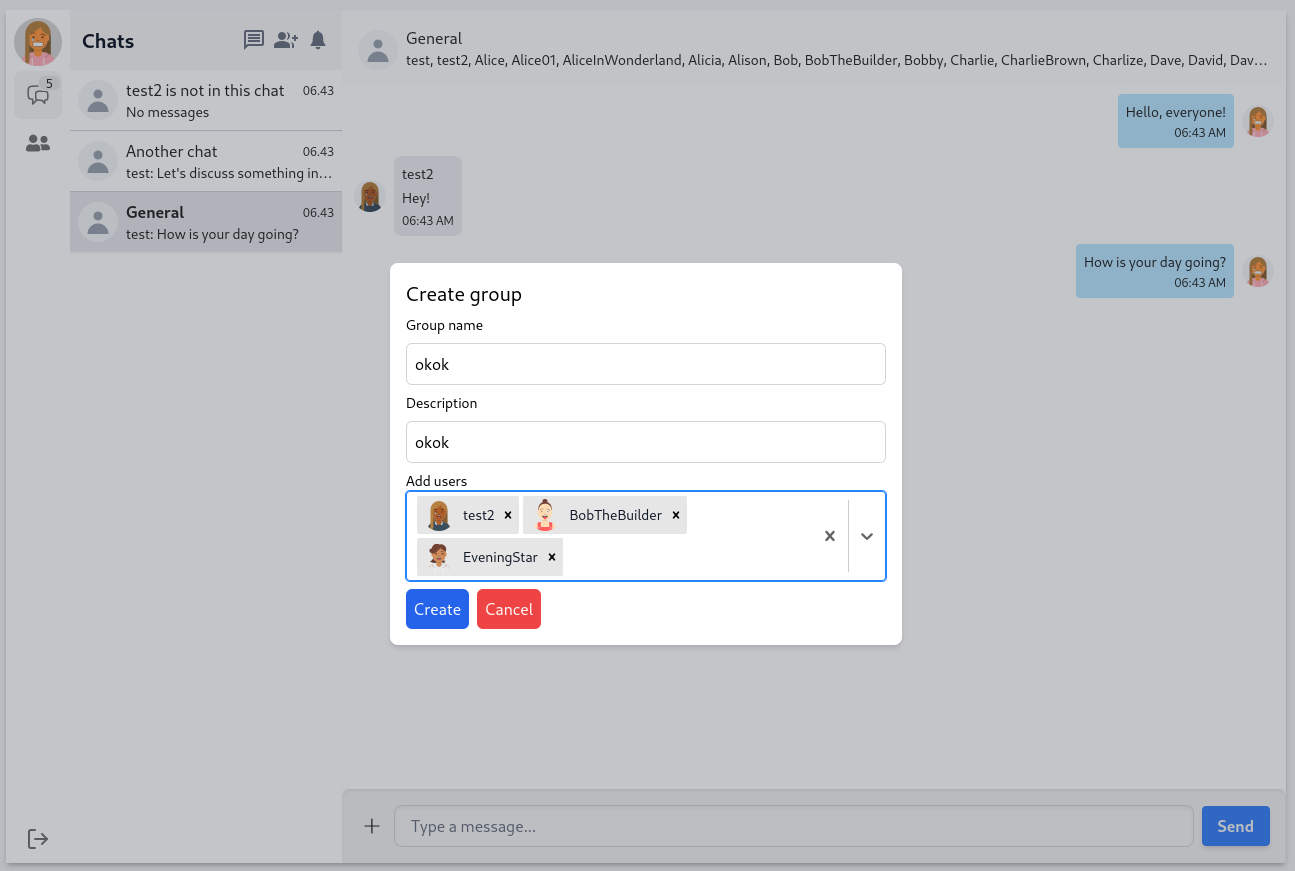 Chats
5
test2 is not in this chat 06.43
No messages
Another chat 06.43
test: Let's discuss something in...
General 06.43
test: How is your day going?
General
test, test2, Alice, Alice01, AliceInWonderland, Alicia, Alison, Bob, BobTheBuilder, Bobby, Charlie, CharlieBrown, Charlize, Dave, David, Dav...
Hello, everyone!
06:43 AM
test2
Hey!
06:43 AM
How is your day going?
06:43 AM
Create group
Group name
okok
Description
okok
Add users
test2 BobTheBuilder
EveningStar
Create Cancel
Type a message...
Send